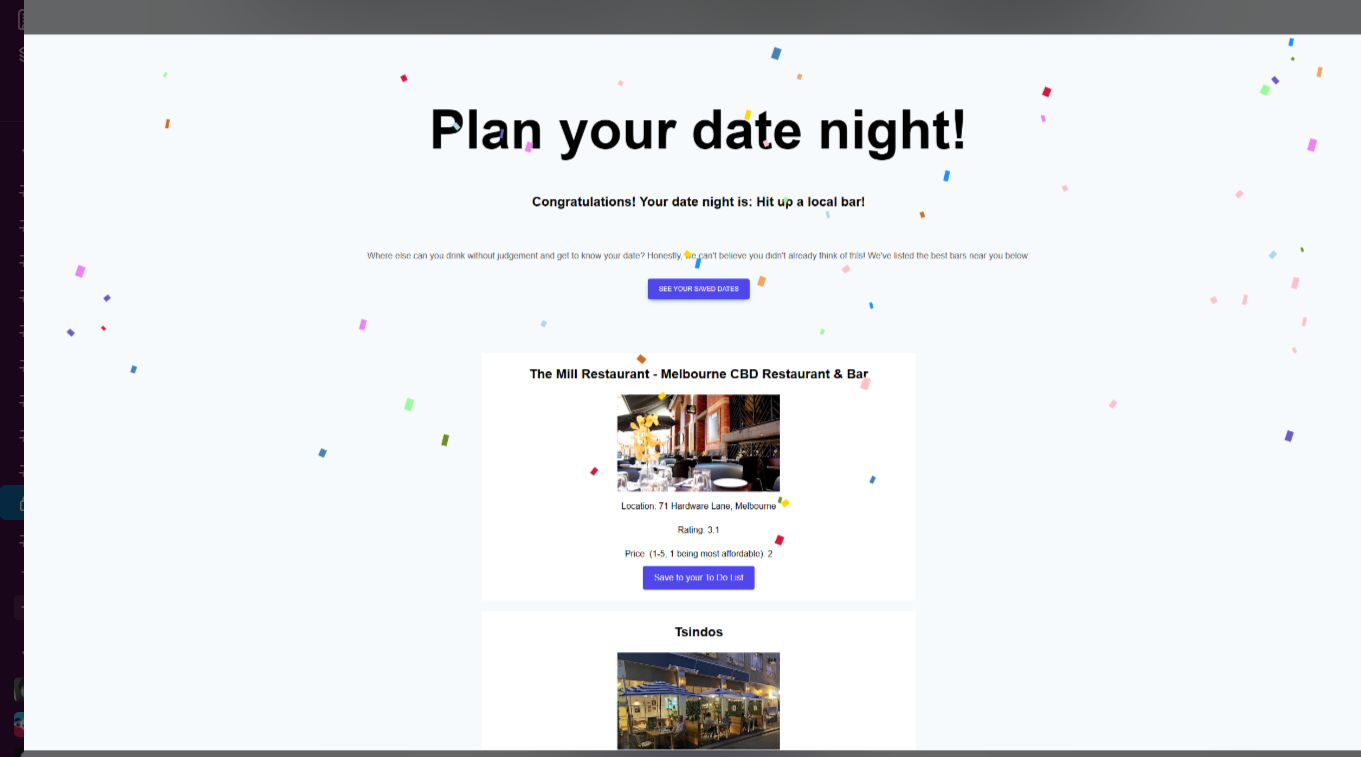 Plan your date night!
Congratulations! Your date night is: Hit up a local bar!
Where else can you drink without judgement and get to know your date? Honestly, we can't believe you didn't already think of this! We've listed the best bars near you below:
SEE YOUR SAVED DATES
The Mill Restaurant - Melbourne CBD Restaurant & Bar
Location: 71 Hardware Lane, Melbourne
Rating: 3.1
Price: (1-5, 1 being most affordable): 2
Save to your To Do List
Tsindos